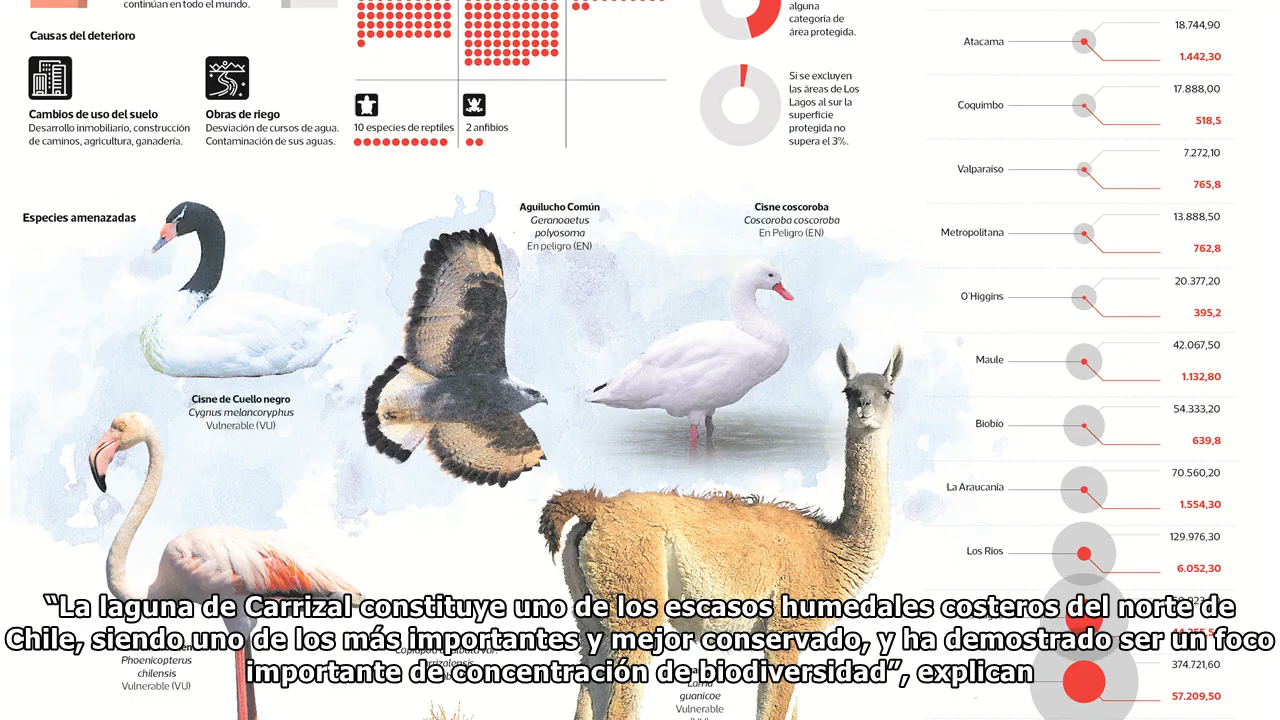 continúan en todo el mundo.
Causas del deterioro
Cambios de uso del suelo
Desarrollo inmobiliario, construcción
de caminos, agricultura, ganadería.
Obras de riego
Desviación de cursos de agua.
Contaminación de sus aguas.
10 especies de reptiles
2 anfibios
alguna
categoría de
área protegida.
Si se excluyen
las áreas de Los
Lagos al sur la
superficie
protegida no
supera el 3%.
Especies amenazadas
Cisne de Cuello negro
Cygnus melancoryphus
Vulnerable (VU)
Aguilucho Común
Geranoaetus
polyosoma
En peligro (EN)
Cisne coscoroba
Coscoroba coscoroba
En Peligro (EN)
Phoenicopterus
chilensis
Vulnerable (VU)
guanicoe
Vulnerable
Atacama
18.744,90
1.442,30
Coquimbo
17.888,00
518,5
Valparaíso
7.272,10
765,8
Metropolitana
13.888,50
762,8
O'Higgins
20.377,20
395,2
Maule
42.067,50
1.132,80
Biobío
54.333,20
639,8
La Araucanía
70.560,20
1.554,30
Los Ríos
129.976,30
6.052,30
374.721,60
57.209,50
“La laguna de Carrizal constituye uno de los escasos humedales costeros del norte de
Chile, siendo uno de los más importantes y mejor conservado, y ha demostrado ser un foco
importante de concentración de biodiversidad”, explican